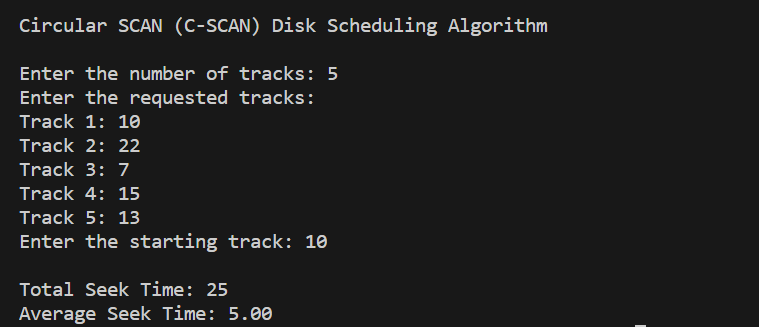 Circular SCAN (C-SCAN) Disk Scheduling Algorithm
Enter the number of tracks: 5
Enter the requested tracks:
Track 1: 10
Track 2: 22
Track 3: 7
Track 4: 15
Track 5: 13
Enter the starting track: 10
Total Seek Time: 25
Average Seek Time: 5.00